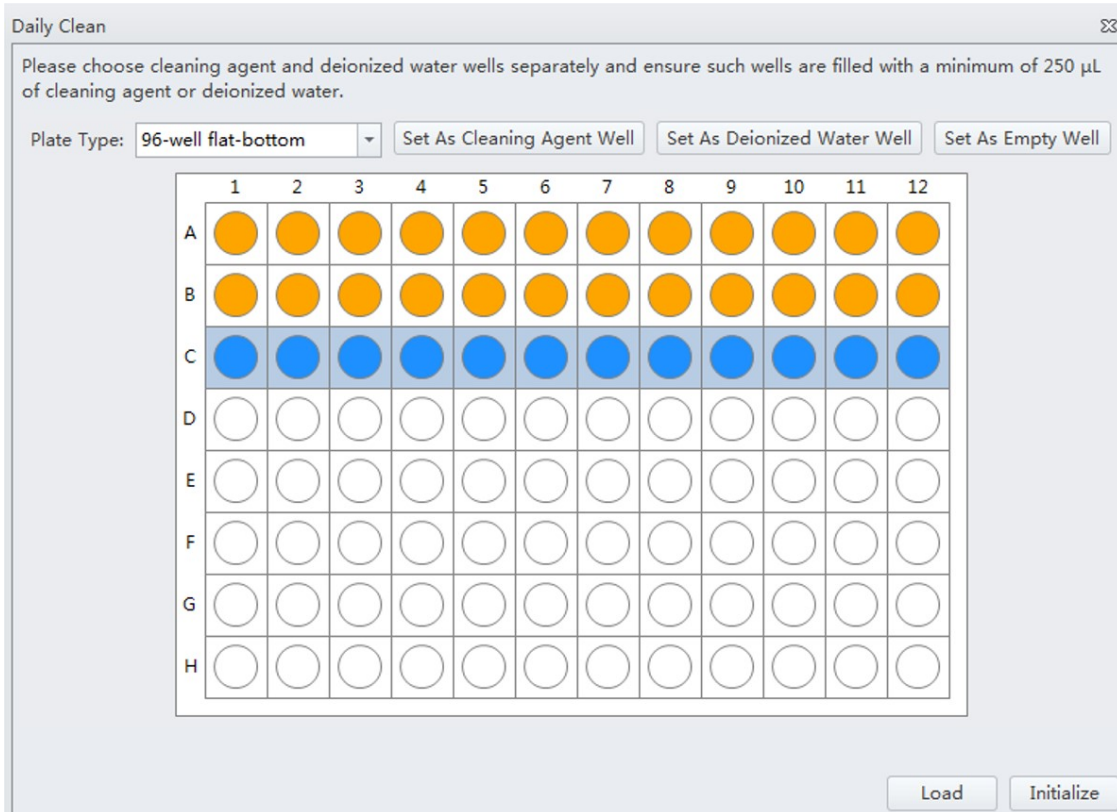 Daily Clean
Please choose cleaning agent and deionized water wells separately and ensure such wells are filled with a minimum of 250 µL
of cleaning agent or deionized water.
Plate Type: 96-well flat-bottom Set As Cleaning Agent Well Set As Deionized Water Well Set As Empty Well
1 2 3 4 5 6 7 8 9 10 11 12
A
B
C
D
E
F
G
H
Load Initialize